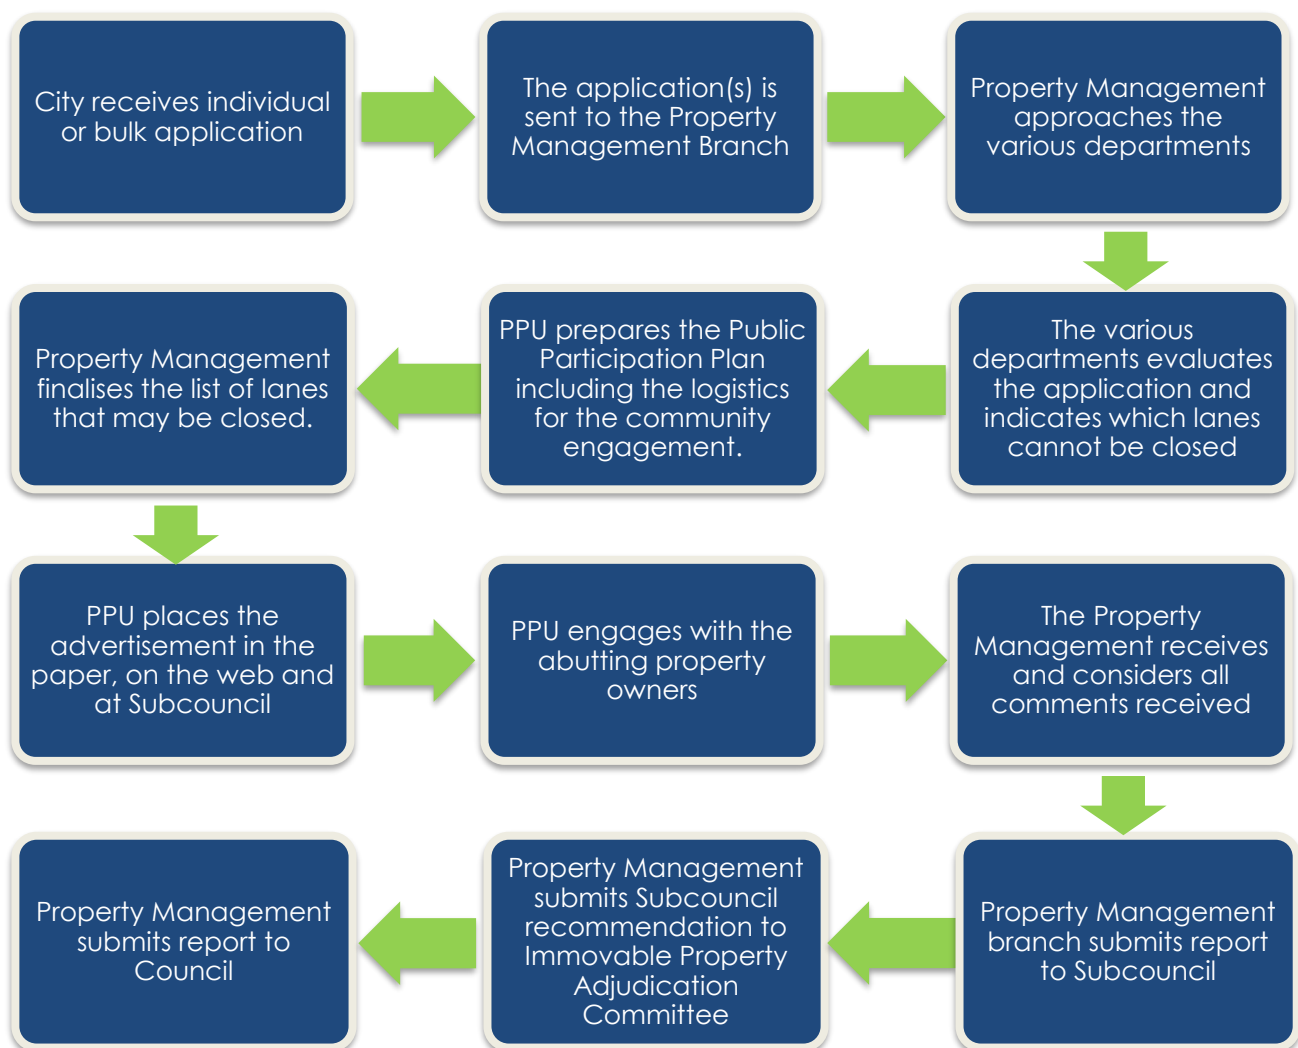 City receives individual
or bulk application
The application(s) is
sent to the Property
Management Branch
Property Management
approaches the
various departments
The various
departments evaluates
the application and
indicates which lanes
cannot be closed
PPU prepares the Public
Participation Plan
including the logistics
for the community
engagement.
Property Management
finalises the list of lanes
that may be closed.
PPU places the
advertisement in the
paper, on the web and
at Subcouncil
PPU engages with the
abutting property
owners
The Property
Management receives
and considers all
comments received
Property Management
branch submits report
to Subcouncil
Property Management
submits Subcouncil
recommendation to
Immovable Property
Adjudication
Committee
Property Management
submits report to
Council